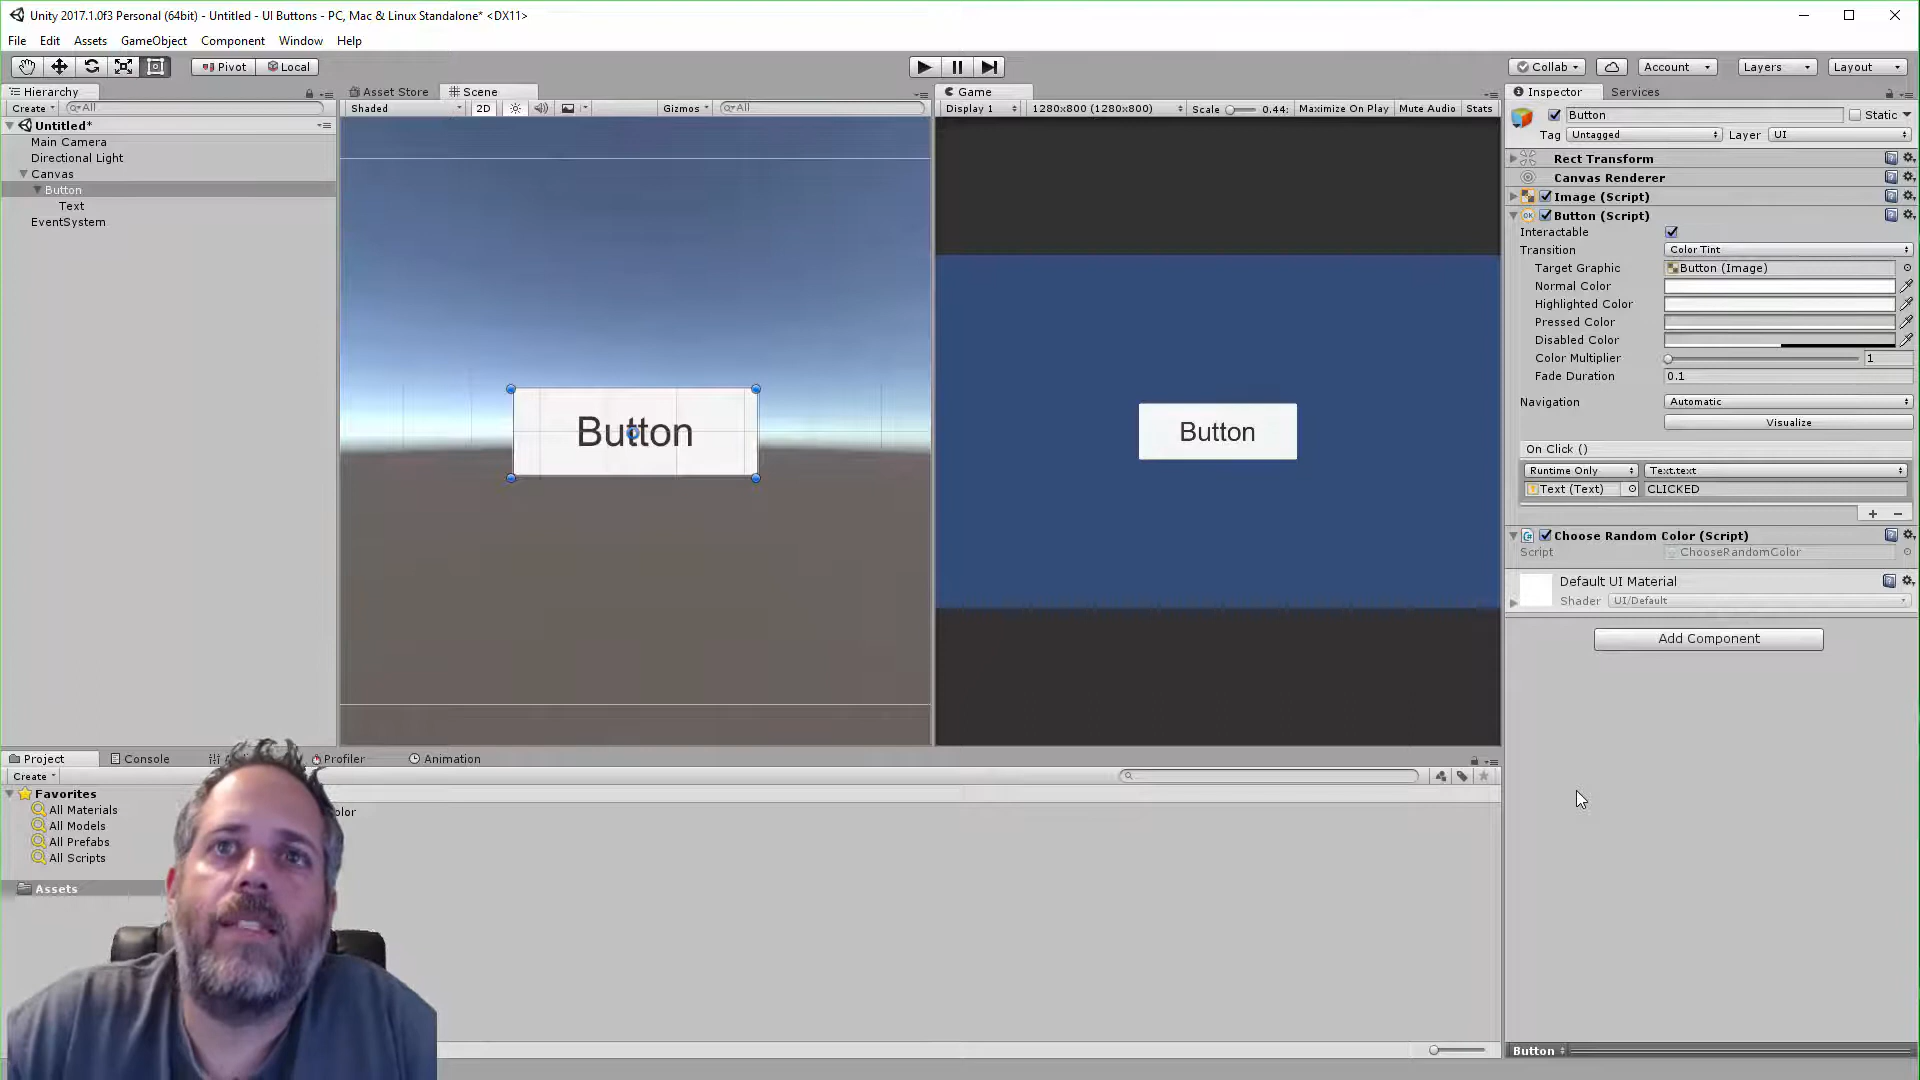 Unity 2017.1.0f3 Personal (64bit) - Untitled - UI Buttons - PC, Mac & Linux Standalone* <DX11>
File Edit Assets GameObject Component Window Help
Pivot Local Collab Account Layers Layout
Hierarchy
Create All
Untitled*
Main Camera
Directional Light
Canvas
Button
Text
EventSystem
Asset Store Scene
Shaded 2D Gizmos All
Button
Game
Display 1 1280x800 (1280x800) Scale 0.44: Maximize On Play Mute Audio Stats
Button
Inspector Services
Button Static
Tag Untagged Layer UI
Rect Transform
Canvas Renderer
Image (Script)
Button (Script)
Interactable
Transition Color Tint
Target Graphic Button (Image)
Normal Color
Highlighted Color
Pressed Color
Disabled Color
Color Multiplier 1
Fade Duration 0.1
Navigation Automatic
Visualize
On Click ()
Runtime Only Text.text
Text (Text) CLICKED
Choose Random Color (Script)
Script ChooseRandomColor
Default UI Material
Shader UI/Default
Add Component
Button
Project Console Profiler Animation
Create
Favorites
All Materials
All Models
All Prefabs
All Scripts
Assets
olor